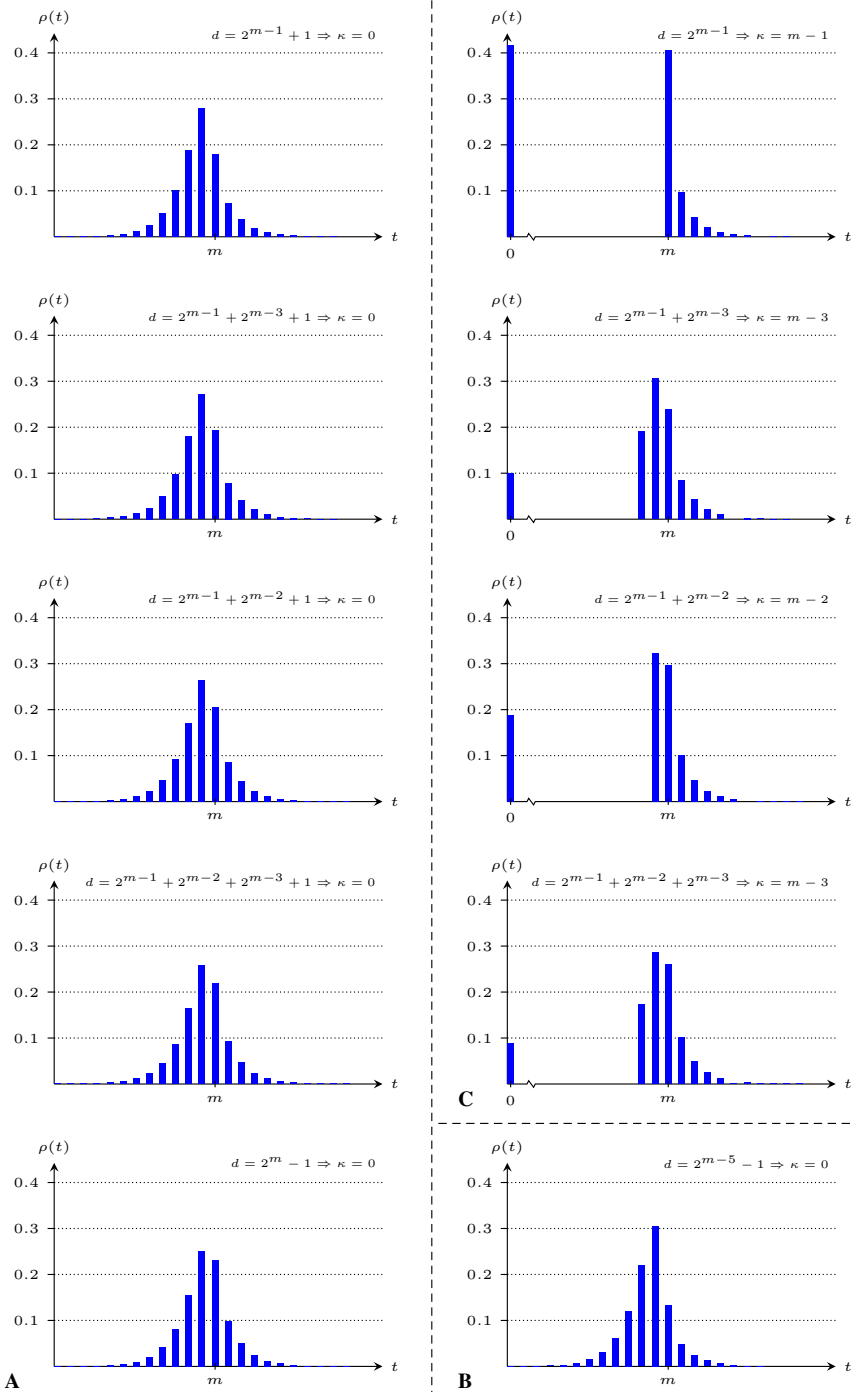 ρ(t)
d = 2^{m−1} + 1 ⇒ κ = 0
0.4
0.3
0.2
0.1
m
t
ρ(t)
d = 2^{m−1} + 2^{m−3} + 1 ⇒ κ = 0
0.4
0.3
0.2
0.1
m
t
ρ(t)
d = 2^{m−1} + 2^{m−2} + 1 ⇒ κ = 0
0.4
0.3
0.2
0.1
m
t
ρ(t)
d = 2^{m−1} + 2^{m−2} + 2^{m−3} + 1 ⇒ κ = 0
0.4
0.3
0.2
0.1
m
t
ρ(t)
d = 2^m − 1 ⇒ κ = 0
0.4
0.3
0.2
0.1
m
t
A
ρ(t)
d = 2^{m−1} ⇒ κ = m − 1
0.4
0.3
0.2
0.1
0
m
t
ρ(t)
d = 2^{m−1} + 2^{m−3} ⇒ κ = m − 3
0.4
0.3
0.2
0.1
0
m
t
ρ(t)
d = 2^{m−1} + 2^{m−2} ⇒ κ = m − 2
0.4
0.3
0.2
0.1
0
m
t
ρ(t)
d = 2^{m−1} + 2^{m−2} + 2^{m−3} ⇒ κ = m − 3
0.4
0.3
0.2
0.1
0
m
t
C
ρ(t)
d = 2^{m−5} − 1 ⇒ κ = 0
0.4
0.3
0.2
0.1
m
t
B